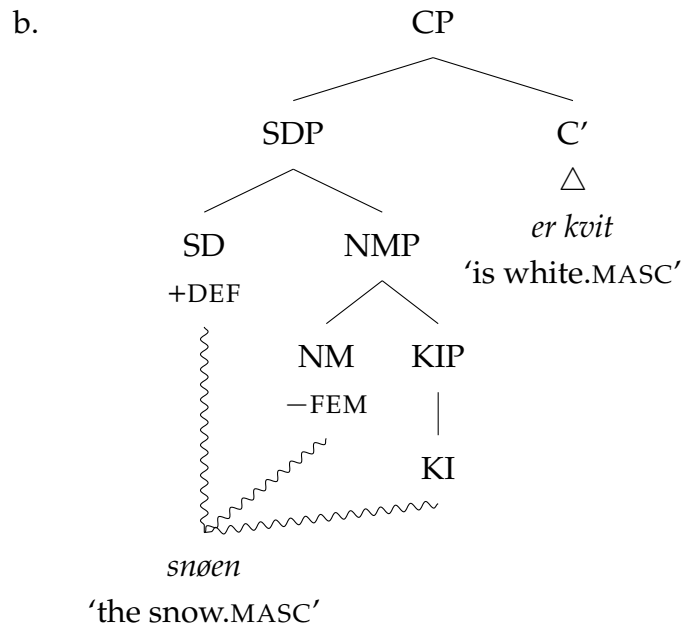 b. CP
SDP C’
er kvit
SD NMP
‘is white.MASC’
+DEF
NM KIP
−FEM
KI
snøen
‘the snow.MASC’